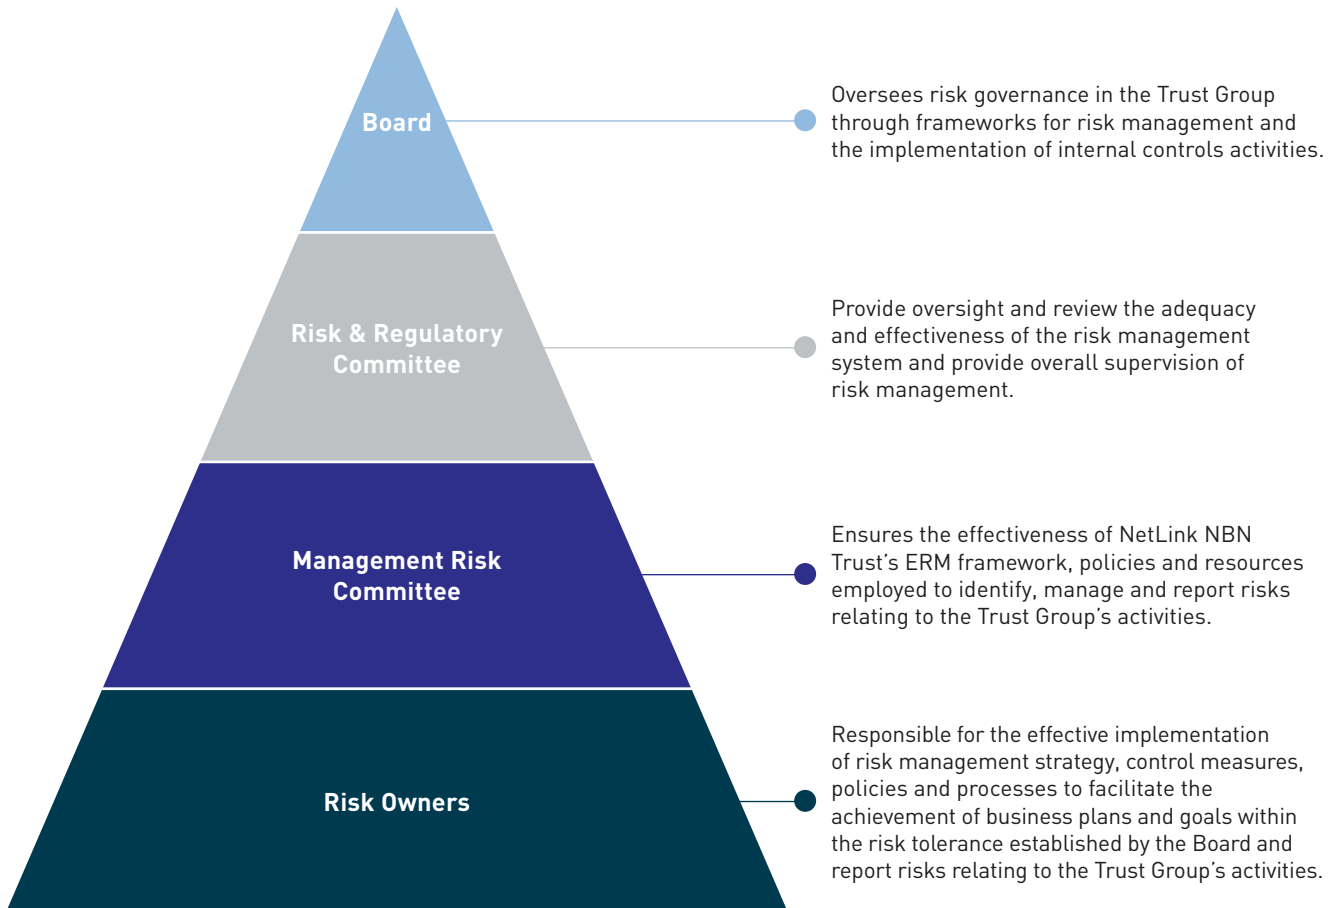 Board
Oversees risk governance in the Trust Group
through frameworks for risk management and
the implementation of internal controls activities.
Risk & Regulatory
Committee
Provide oversight and review the adequacy
and effectiveness of the risk management
system and provide overall supervision of
risk management.
Management Risk
Committee
Ensures the effectiveness of NetLink NBN
Trust’s ERM framework, policies and resources
employed to identify, manage and report risks
relating to the Trust Group’s activities.
Risk Owners
Responsible for the effective implementation
of risk management strategy, control measures,
policies and processes to facilitate the
achievement of business plans and goals within
the risk tolerance established by the Board and
report risks relating to the Trust Group’s activities.